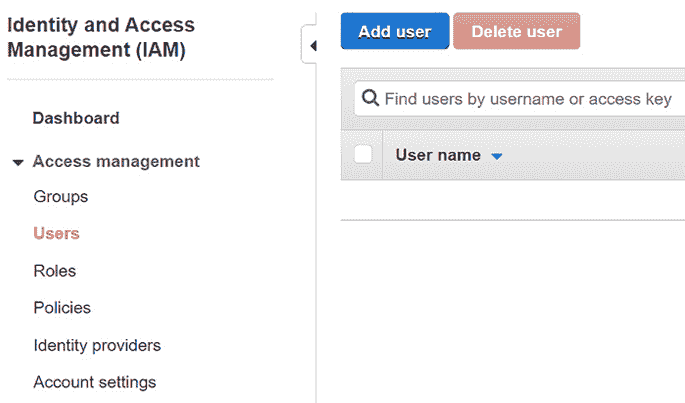 Identity and Access
Management (IAM)
Dashboard
Access management
Groups
Users
Roles
Policies
Identity providers
Account settings
Add user
Delete user
Find users by username or access key
User name